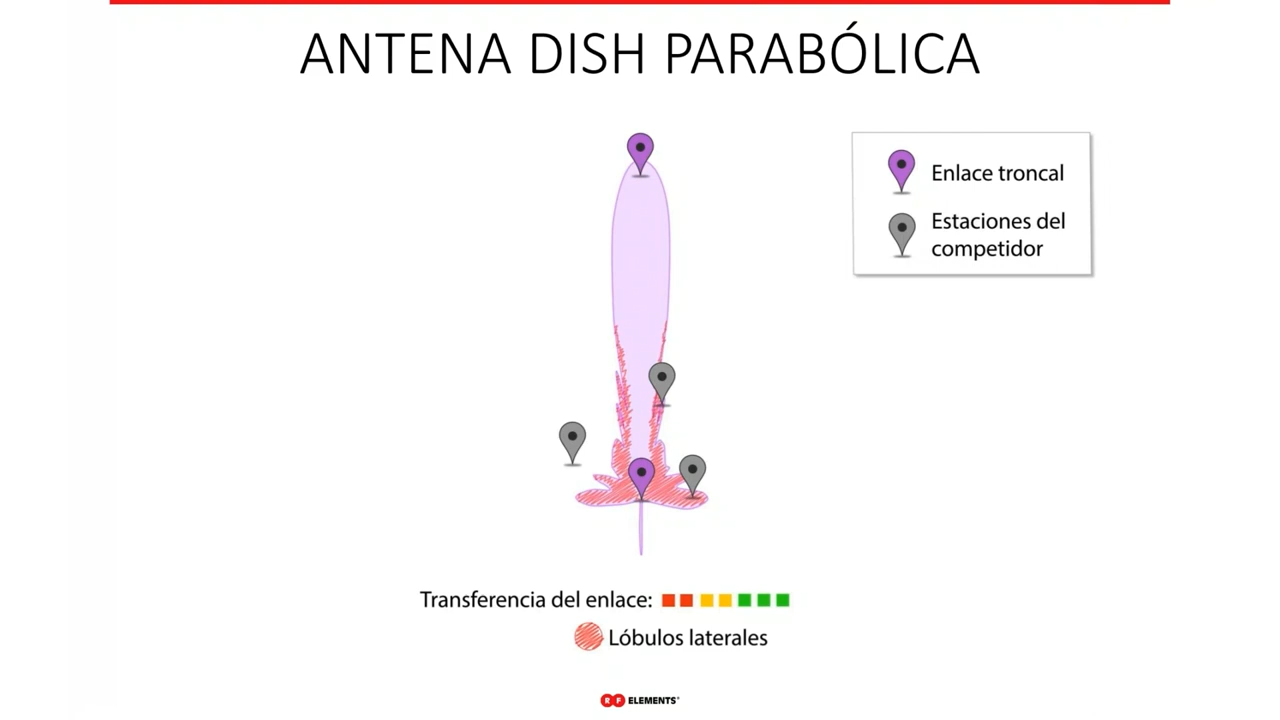 ANTENA DISH PARABÓLICA
Enlace troncal
Estaciones del
competidor
Transferencia del enlace:
Lóbulos laterales
RF ELEMENTS®